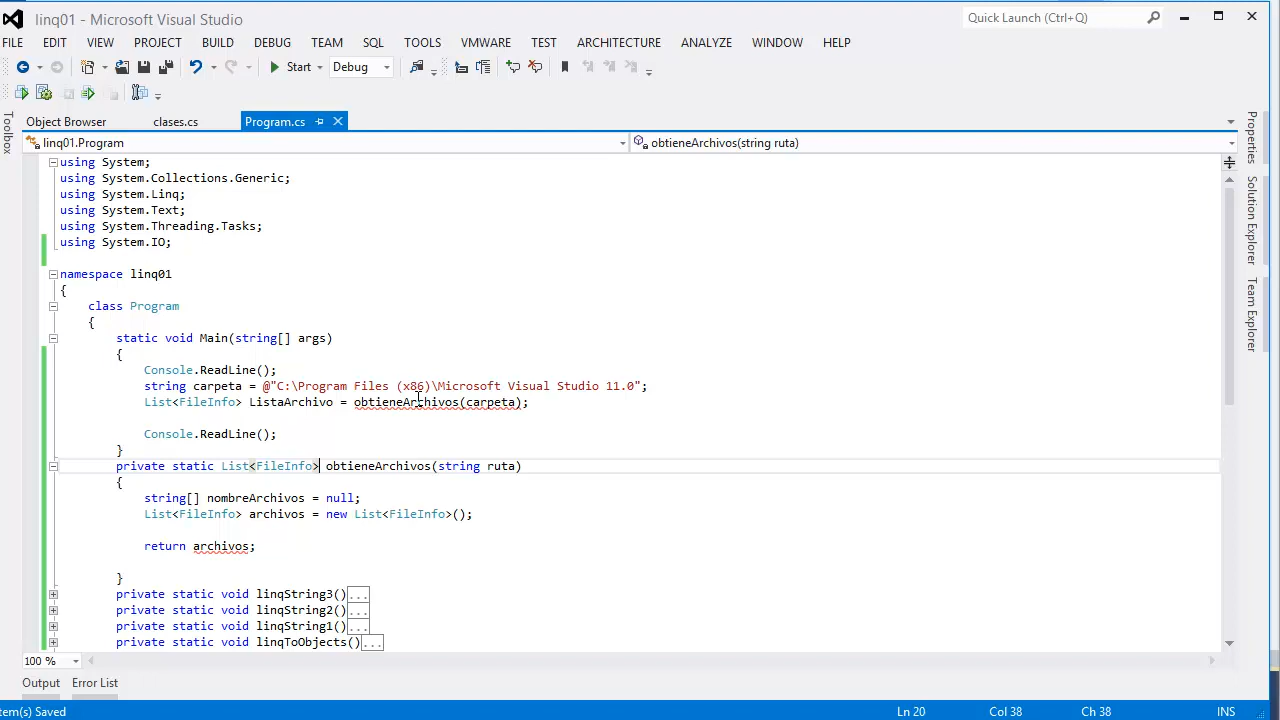 linq01 - Microsoft Visual Studio
Quick Launch (Ctrl+Q)
FILE EDIT VIEW PROJECT BUILD DEBUG TEAM SQL TOOLS VMWARE TEST ARCHITECTURE ANALYZE WINDOW HELP
Start Debug
Toolbox
Object Browser clases.cs Program.cs
linq01.Program obtieneArchivos(string ruta)
using System;
using System.Collections.Generic;
using System.Linq;
using System.Text;
using System.Threading.Tasks;
using System.IO;
namespace linq01
{
class Program
{
static void Main(string[] args)
{
Console.ReadLine();
string carpeta = @"C:\Program Files (x86)\Microsoft Visual Studio 11.0";
List<FileInfo> ListaArchivo = obtieneArchivos(carpeta);
Console.ReadLine();
}
private static List<FileInfo> obtieneArchivos(string ruta)
{
string[] nombreArchivos = null;
List<FileInfo> archivos = new List<FileInfo>();
return archivos;
}
private static void linqString3()...
private static void linqString2()...
private static void linqString1()...
private static void linqToObjects()...
Properties
Solution Explorer
Team Explorer
100 %
Output Error List
tem(s) Saved Ln 20 Col 38 Ch 38 INS